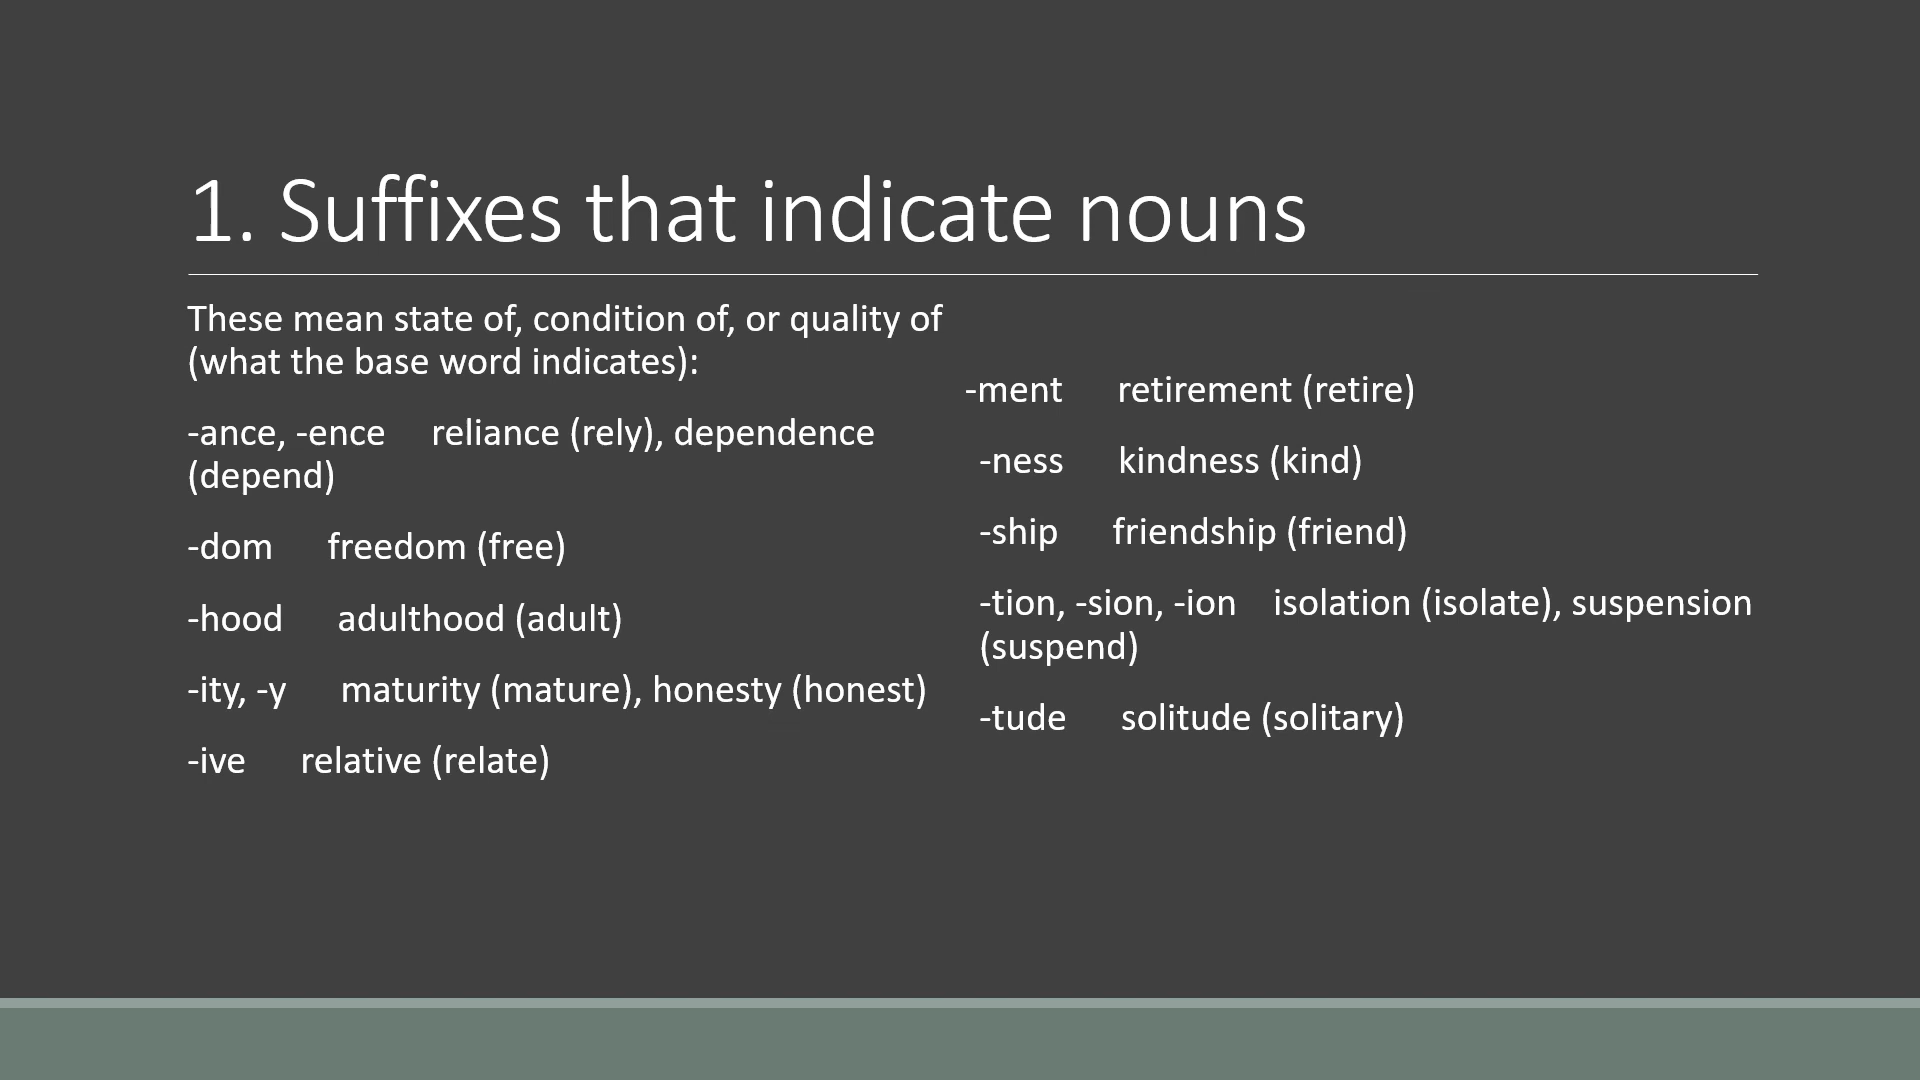 1. Suffixes that indicate nouns
These mean state of, condition of, or quality of
(what the base word indicates):
-ance, -ence reliance (rely), dependence
(depend)
-dom freedom (free)
-hood adulthood (adult)
-ity, -y maturity (mature), honesty (honest)
-ive relative (relate)
-ment retirement (retire)
-ness kindness (kind)
-ship friendship (friend)
-tion, -sion, -ion isolation (isolate), suspension
(suspend)
-tude solitude (solitary)